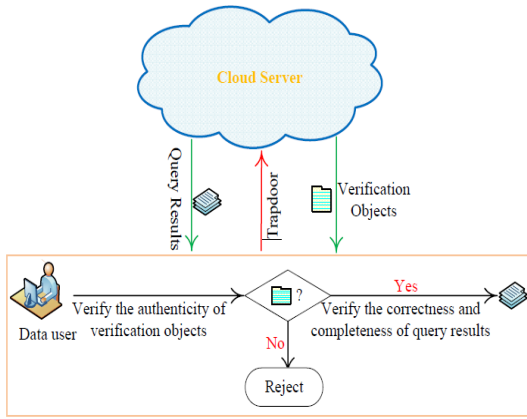 Cloud Server
Query Results
Trapdoor
Verification
Objects
Data user
Verify the authenticity of
verification objects
?
Yes
Verify the correctness and
completeness of query results
No
Reject